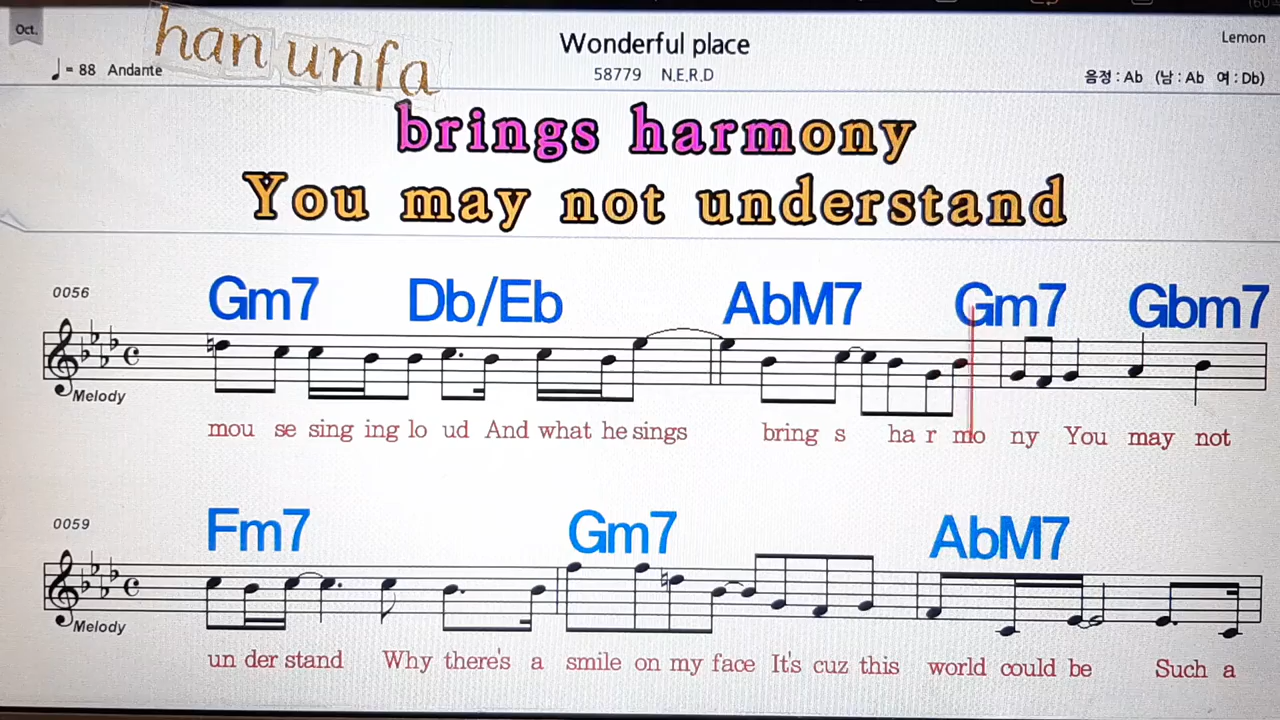 Oct.
han unfa
Wonderful place
Lemon
♩ = 88 Andante
58779 N.E.R.D
음정 : Ab (남 : Ab 여 : Db)
brings harmony
You may not understand
0056
Gm7 Db/Eb AbM7 Gm7 Gbm7
Melody
mou se sing ing lo ud And what he sings bring s ha r mo ny You may not
0059
Fm7 Gm7 AbM7
Melody
un der stand Why there's a smile on my face It's cuz this world could be Such a